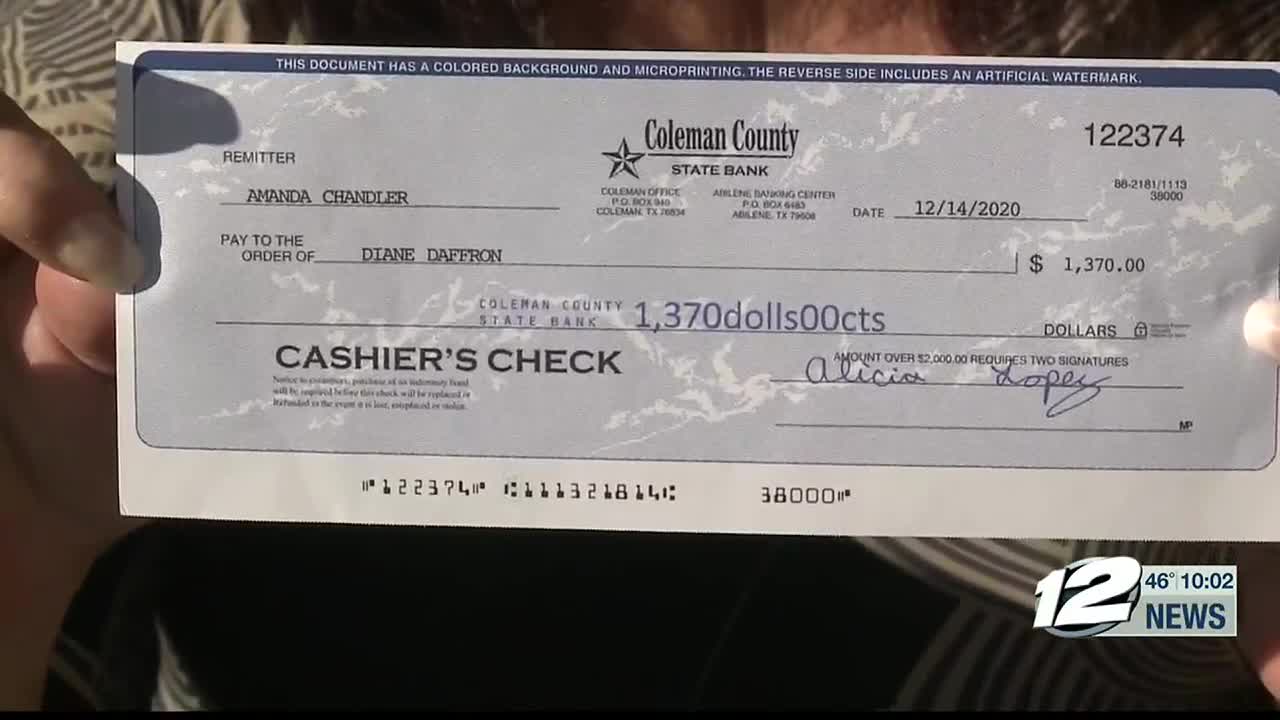 THIS DOCUMENT HAS A COLORED BACKGROUND AND MICROPRINTING. THE REVERSE SIDE INCLUDES AN ARTIFICIAL WATERMARK.
Coleman County
STATE BANK
122374
REMITTER
AMANDA CHANDLER
COLEMAN OFFICE
P.O. BOX 940
COLEMAN, TX 76834
ABILENE BANKING CENTER
P.O. BOX 6483
ABILENE, TX 79608
88-2181/1113
38000
DATE 12/14/2020
PAY TO THE
ORDER OF DIANE DAFFRON $ 1,370.00
COLEMAN COUNTY
STATE BANK
1,370dolls00cts
DOLLARS
CASHIER'S CHECK
Notice to customers, purchase of an indemnity bond
will be required before this check will be replaced or
Refunded in the event it is lost, misplaced or stolen.
AMOUNT OVER $2,000.00 REQUIRES TWO SIGNATURES
Alicia Lopez
MP
⑈122374⑈ ⑆111321814⑆ 38000⑈
12 46° 10:02
NEWS